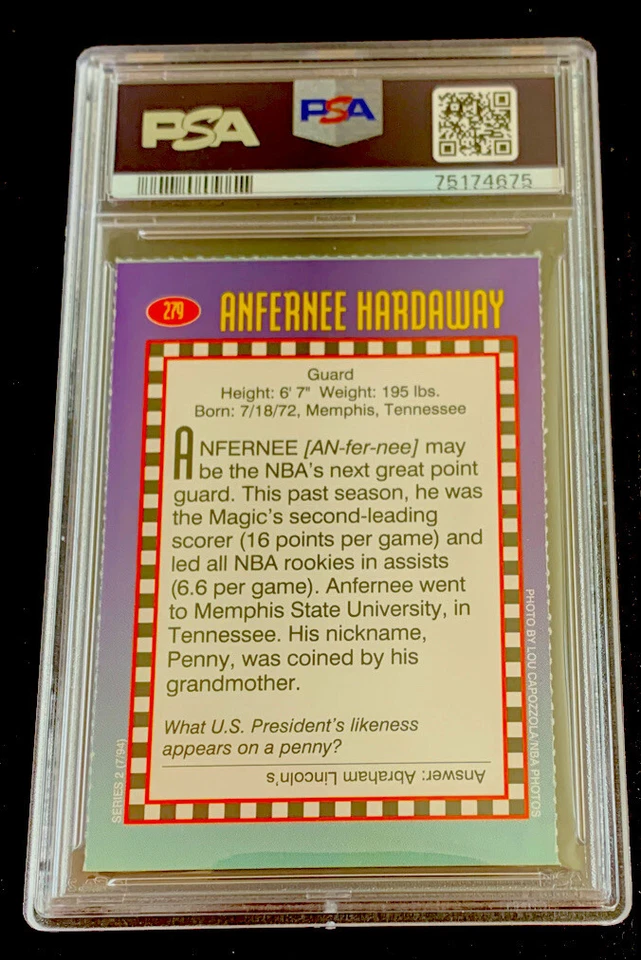 PSA
PSA
75174675
279
ANFERNEE HARDAWAY
Guard
Height: 6' 7" Weight: 195 lbs.
Born: 7/18/72, Memphis, Tennessee
ANFERNEE [AN-fer-nee] may
be the NBA's next great point
guard. This past season, he was
the Magic's second-leading
scorer (16 points per game) and
led all NBA rookies in assists
(6.6 per game). Anfernee went
to Memphis State University, in
Tennessee. His nickname,
Penny, was coined by his
grandmother.
What U.S. President's likeness
appears on a penny?
Answer: Abraham Lincoln's
SERIES 2 (7/94)
PHOTO BY LOU CAPOZZOLA/NBA PHOTOS